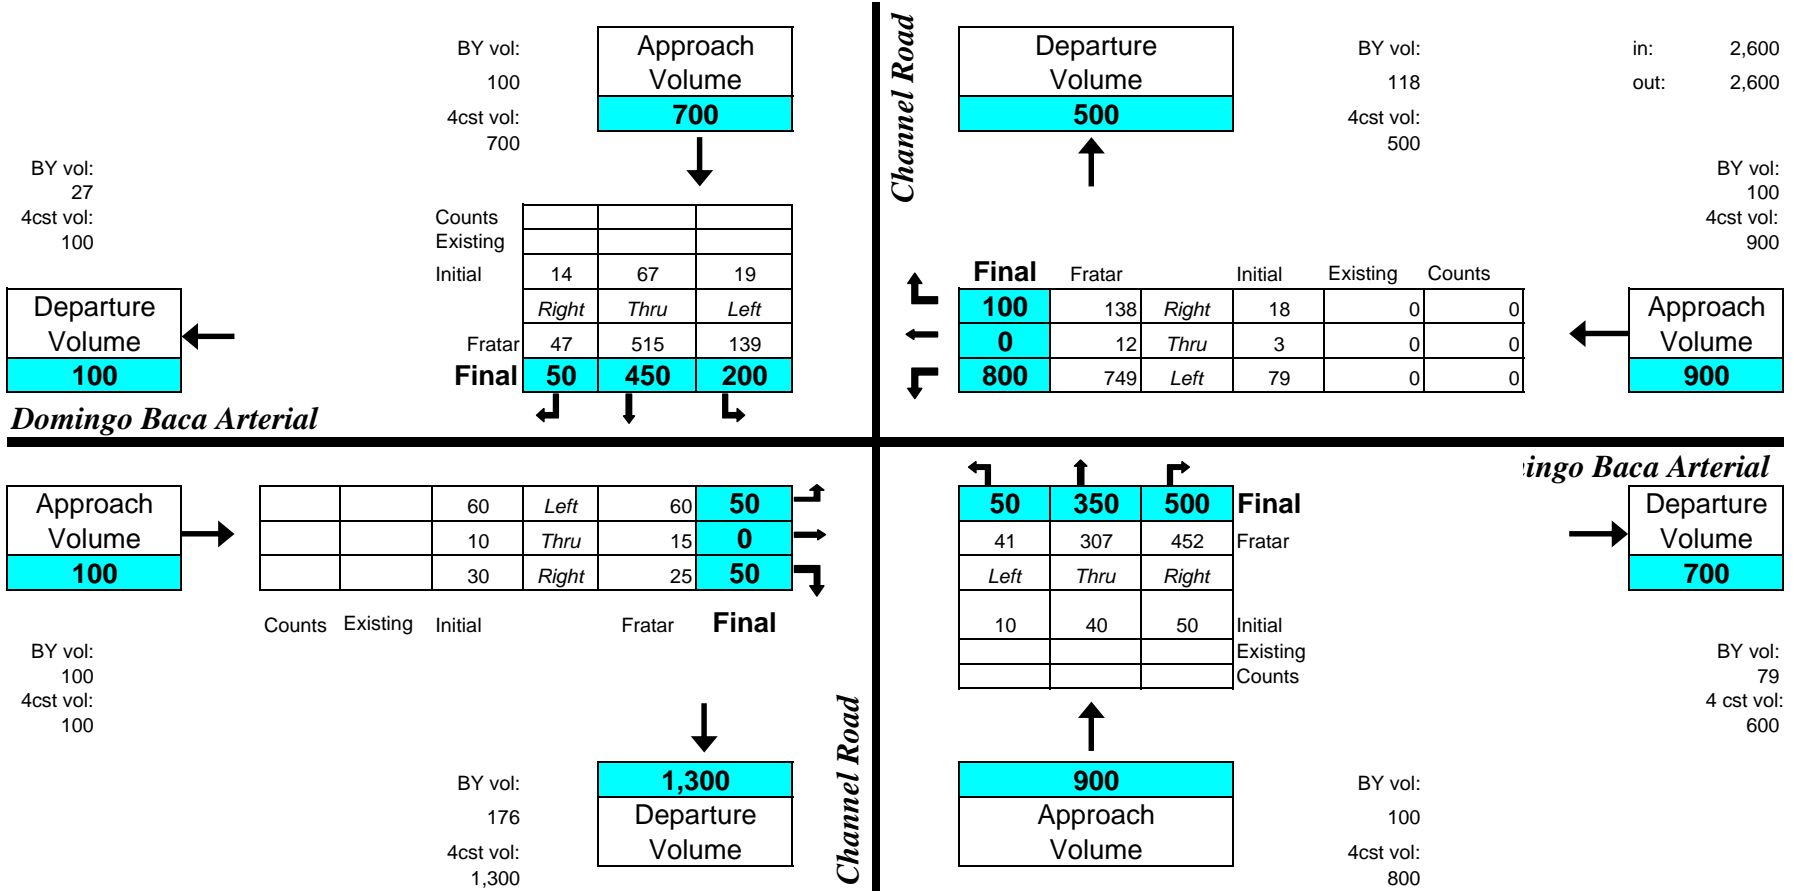 BY vol:
100
4cst vol:
700
Approach
Volume
700
Channel Road
Departure
Volume
500
BY vol:
118
4cst vol:
500
in: 2,600
out: 2,600
BY vol:
27
4cst vol:
100
BY vol:
100
4cst vol:
900
Counts
Existing
Initial 14 67 19
Right Thru Left
Fratar 47 515 139
Final 50 450 200
Departure
Volume
100
Final Fratar Initial Existing Counts
100 138 Right 18 0 0
0 12 Thru 3 0 0
800 749 Left 79 0 0
Approach
Volume
900
Domingo Baca Arterial
ingo Baca Arterial
Approach
Volume
100
60 Left 60 50
10 Thru 15 0
30 Right 25 50
Counts Existing Initial Fratar Final
50 350 500 Final
41 307 452 Fratar
Left Thru Right
10 40 50 Initial
Existing
Counts
Departure
Volume
700
BY vol:
100
4cst vol:
100
BY vol:
79
4 cst vol:
600
BY vol:
176
4cst vol:
1,300
1,300
Departure
Volume
Channel Road
900
Approach
Volume
BY vol:
100
4cst vol:
800